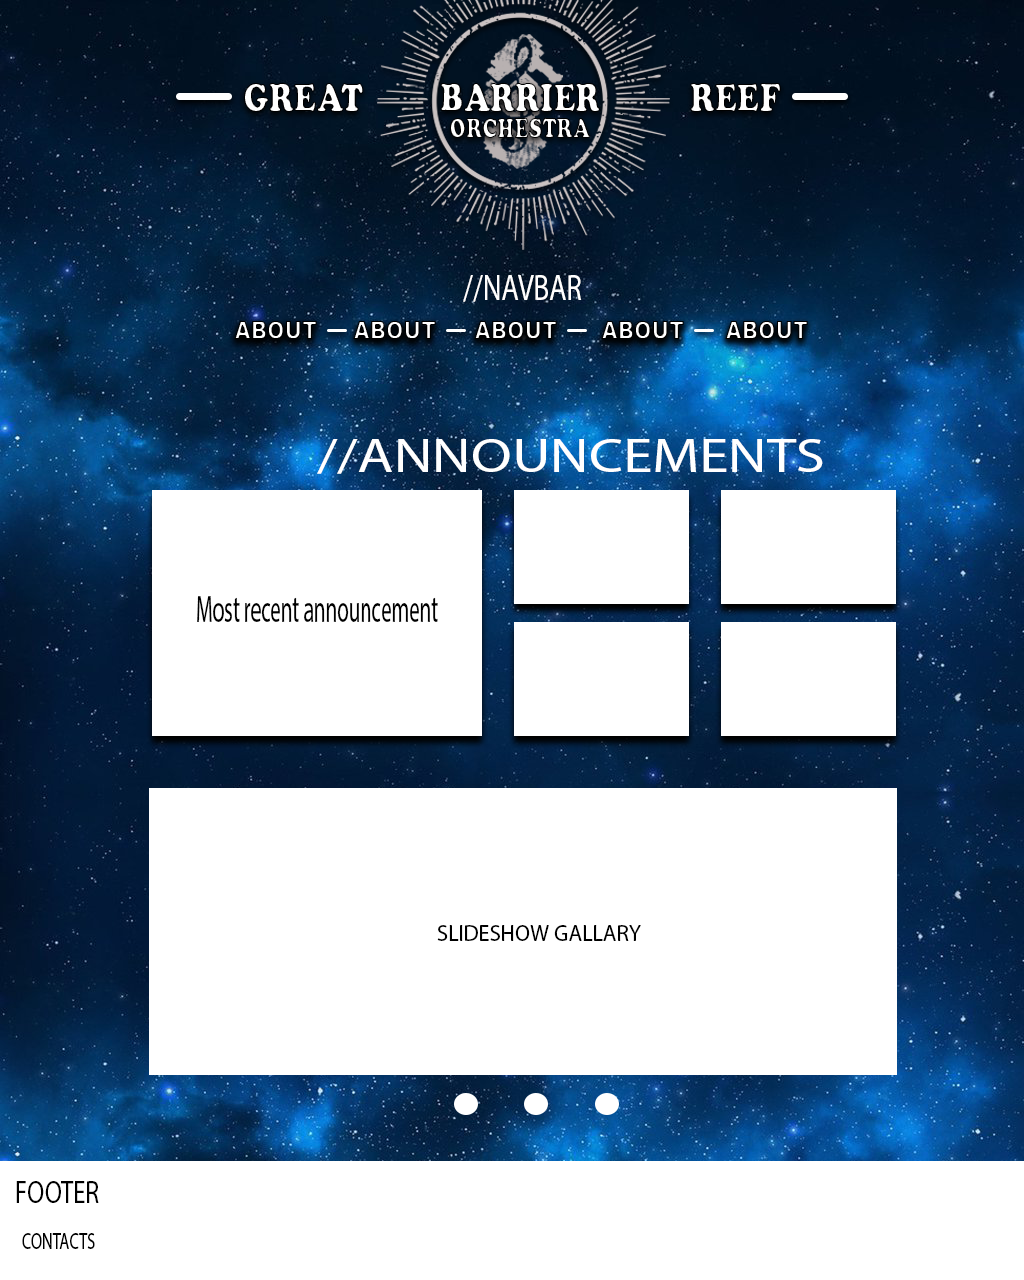 GREAT BARRIER REEF
ORCHESTRA
//NAVBAR
ABOUT — ABOUT — ABOUT — ABOUT — ABOUT
//ANNOUNCEMENTS
Most recent announcement
SLIDESHOW GALLARY
FOOTER
CONTACTS